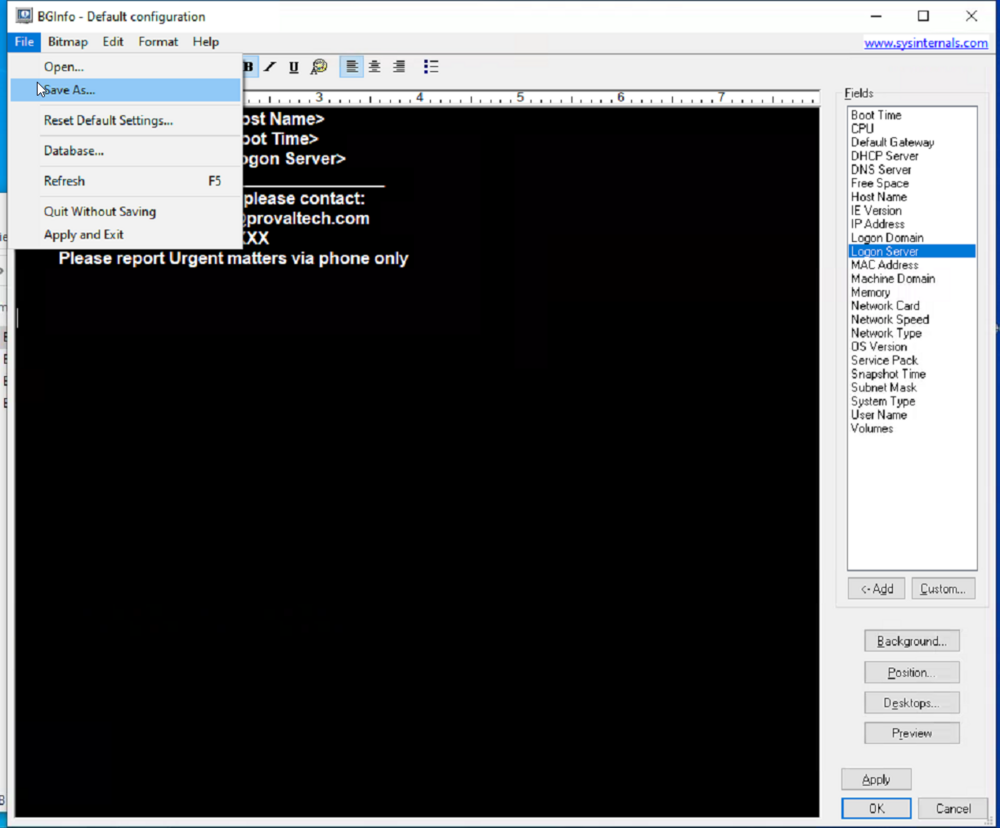 BGInfo - Default configuration
File Bitmap Edit Format Help
www.sysinternals.com
Open...
Save As...
Reset Default Settings...
Database...
Refresh F5
Quit Without Saving
Apply and Exit
B U
3 4 5 6 7
ost Name>
oot Time>
ogon Server>
please contact:
@provaltech.com
XX
Please report Urgent matters via phone only
Fields
Boot Time
CPU
Default Gateway
DHCP Server
DNS Server
Free Space
Host Name
IE Version
IP Address
Logon Domain
Logon Server
MAC Address
Machine Domain
Memory
Network Card
Network Speed
Network Type
OS Version
Service Pack
Snapshot Time
Subnet Mask
System Type
User Name
Volumes
<- Add Custom...
Background...
Position...
Desktops...
Preview
Apply
OK Cancel